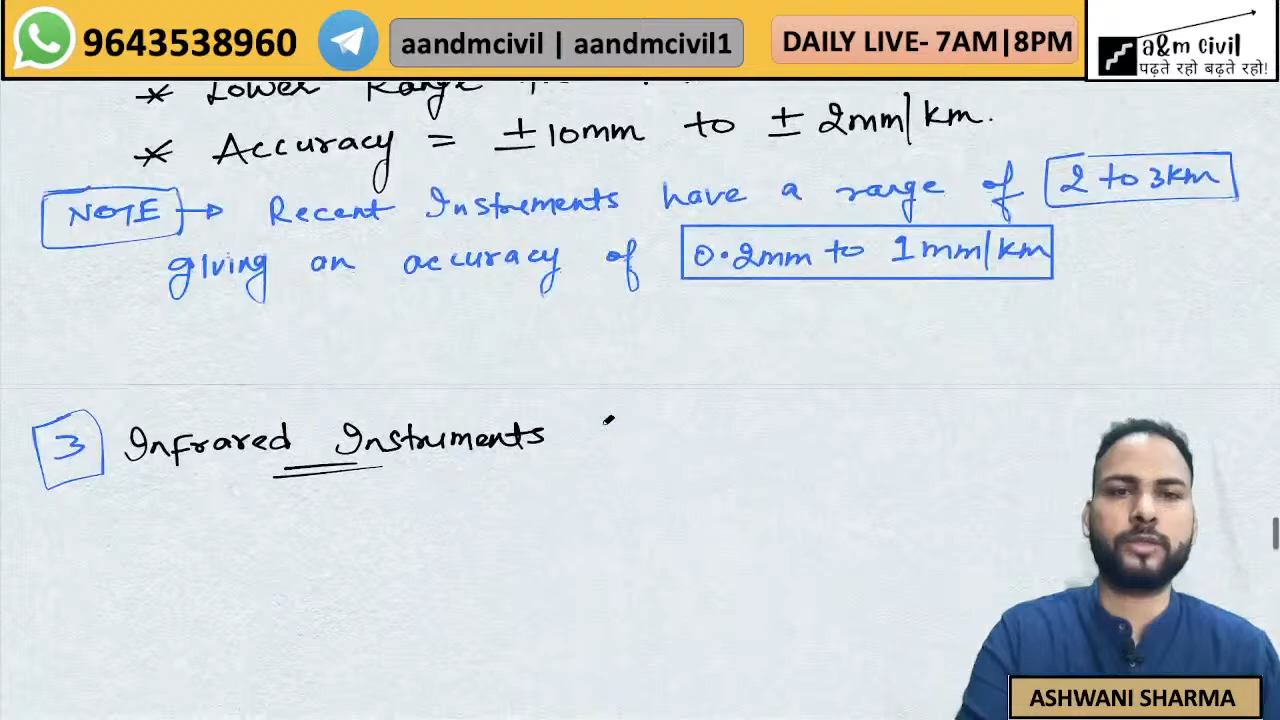 9643538960
aandmcivil | aandmcivil1
DAILY LIVE- 7AM|8PM
a&m civil
पढ़ते रहो बढ़ते रहो!
* Lower Range
* Accuracy = ±10mm to ± 2mm/km.
NOTE → Recent Instruments have a range of 2 to 3km
giving an accuracy of 0.2mm to 1mm/km
3 Infrared Instruments
ASHWANI SHARMA